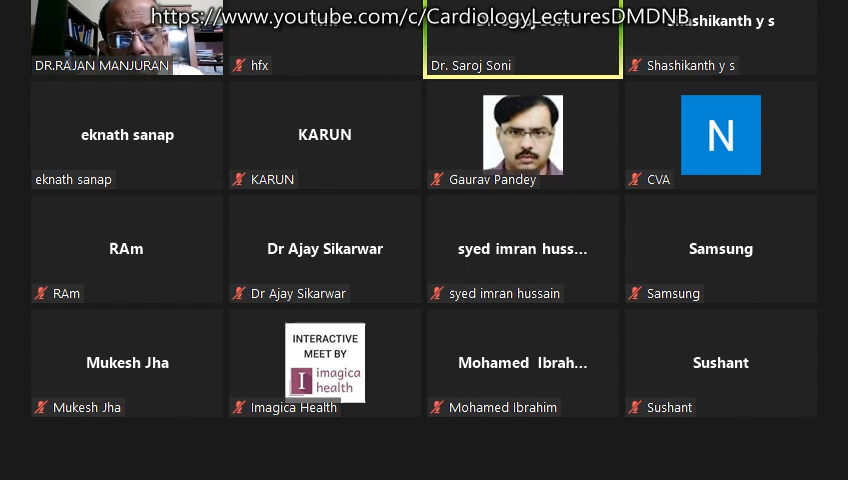 https://www.youtube.com/c/CardiologyLecturesDMDNB
Shashikanth y s
DR.RAJAN MANJURAN
hfx
Dr. Saroj Soni
Shashikanth y s
eknath sanap
KARUN
N
eknath sanap
KARUN
Gaurav Pandey
CVA
RAm
Dr Ajay Sikarwar
syed imran huss...
Samsung
RAm
Dr Ajay Sikarwar
syed imran hussain
Samsung
Mukesh Jha
INTERACTIVE
MEET BY
I
imagica
health
Mohamed Ibrah...
Sushant
Mukesh Jha
Imagica Health
Mohamed Ibrahim
Sushant